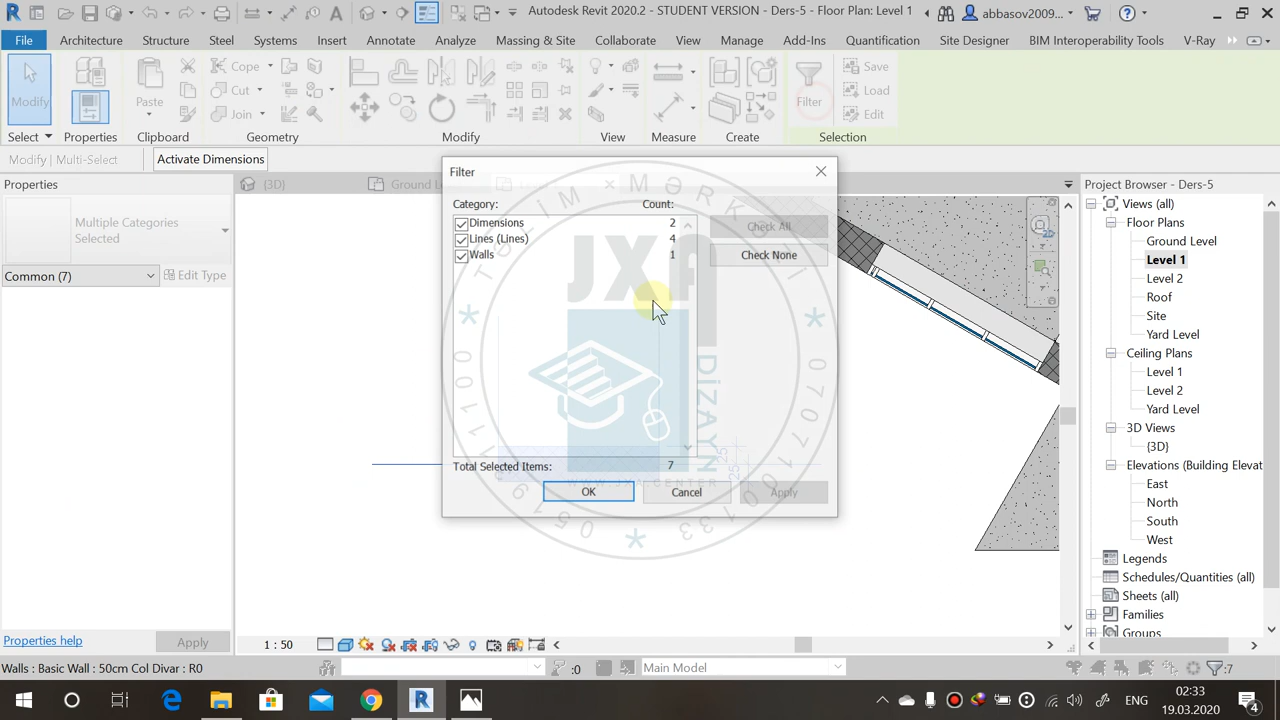 Autodesk Revit 2020.2 - STUDENT VERSION - Ders-5 - Floor Plan: Level 1
abbasov2009...
File Architecture Structure Steel Systems Insert Annotate Analyze Massing & Site Collaborate View Manage Add-Ins Quantification Site Designer BIM Interoperability Tools V-Ray
Modify
Paste
Cope
Cut
Join
Filter
Save
Load
Edit
Select Properties Clipboard Geometry Modify View Measure Create Selection
Modify | Multi-Select Activate Dimensions
Properties
Multiple Categories
Selected
Common (7) Edit Type
Properties help Apply
{3D}
Filter
Category: Count:
Dimensions 2
Lines (Lines) 4
Walls 1
Check All
Check None
Total Selected Items: 7
OK Cancel Apply
JXA
DİZAYN
Project Browser - Ders-5
Views (all)
Floor Plans
Ground Level
Level 1
Level 2
Roof
Site
Yard Level
Ceiling Plans
Level 1
Level 2
Yard Level
3D Views
{3D}
Elevations (Building Elevat
East
North
South
West
Legends
Schedules/Quantities (all)
Sheets (all)
Families
Groups
1 : 50
Walls : Basic Wall : 50cm Col Divar : R0
:0
Main Model
:7
ENG
02:33
19.03.2020
4